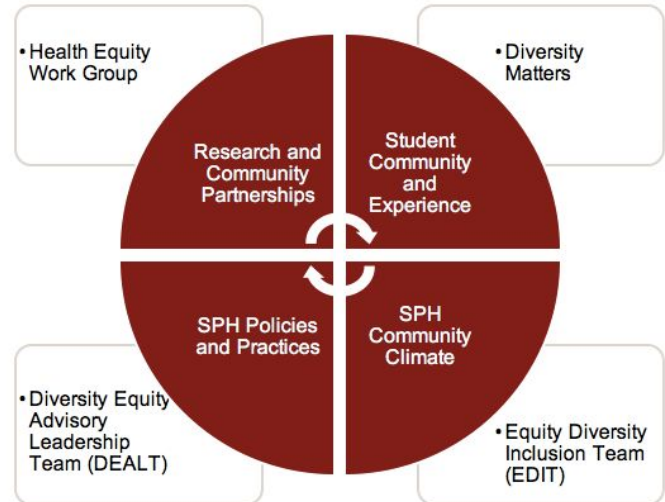 • Health Equity
Work Group
• Diversity
Matters
Research and
Community
Partnerships
Student
Community
and
Experience
SPH Policies
and Practices
SPH
Community
Climate
• Diversity Equity
Advisory
Leadership
Team (DEALT)
• Equity Diversity
Inclusion Team
(EDIT)